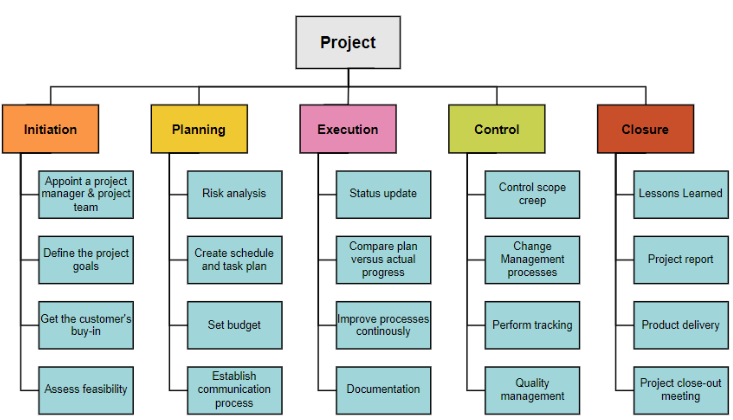 Project
Initiation
Planning
Execution
Control
Closure
Appoint a project
manager & project
team
Define the project
goals
Get the customer's
buy-in
Assess feasibility
Risk analysis
Create schedule
and task plan
Set budget
Establish
communication
process
Status update
Compare plan
versus actual
progress
Improve processes
continously
Documentation
Control scope
creep
Change
Management
processes
Perform tracking
Quality
management
Lessons Learned
Project report
Product delivery
Project close-out
meeting